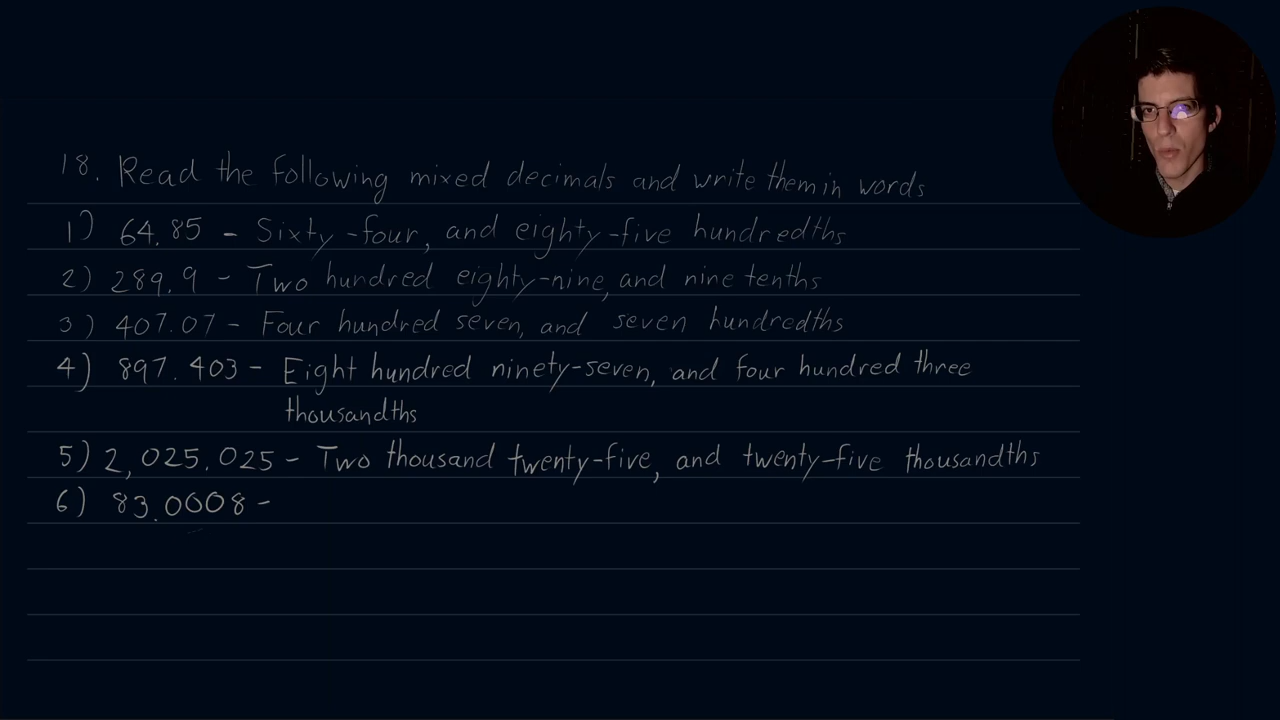 18. Read the following mixed decimals and write them in words
1) 64.85 - Sixty-four, and eighty-five hundredths
2) 289.9 - Two hundred eighty-nine, and nine tenths
3) 407.07 - Four hundred seven, and seven hundredths
4) 897.403 - Eight hundred ninety-seven, and four hundred three
thousandths
5) 2,025.025 - Two thousand twenty-five, and twenty-five thousandths
6) 83.0008 -